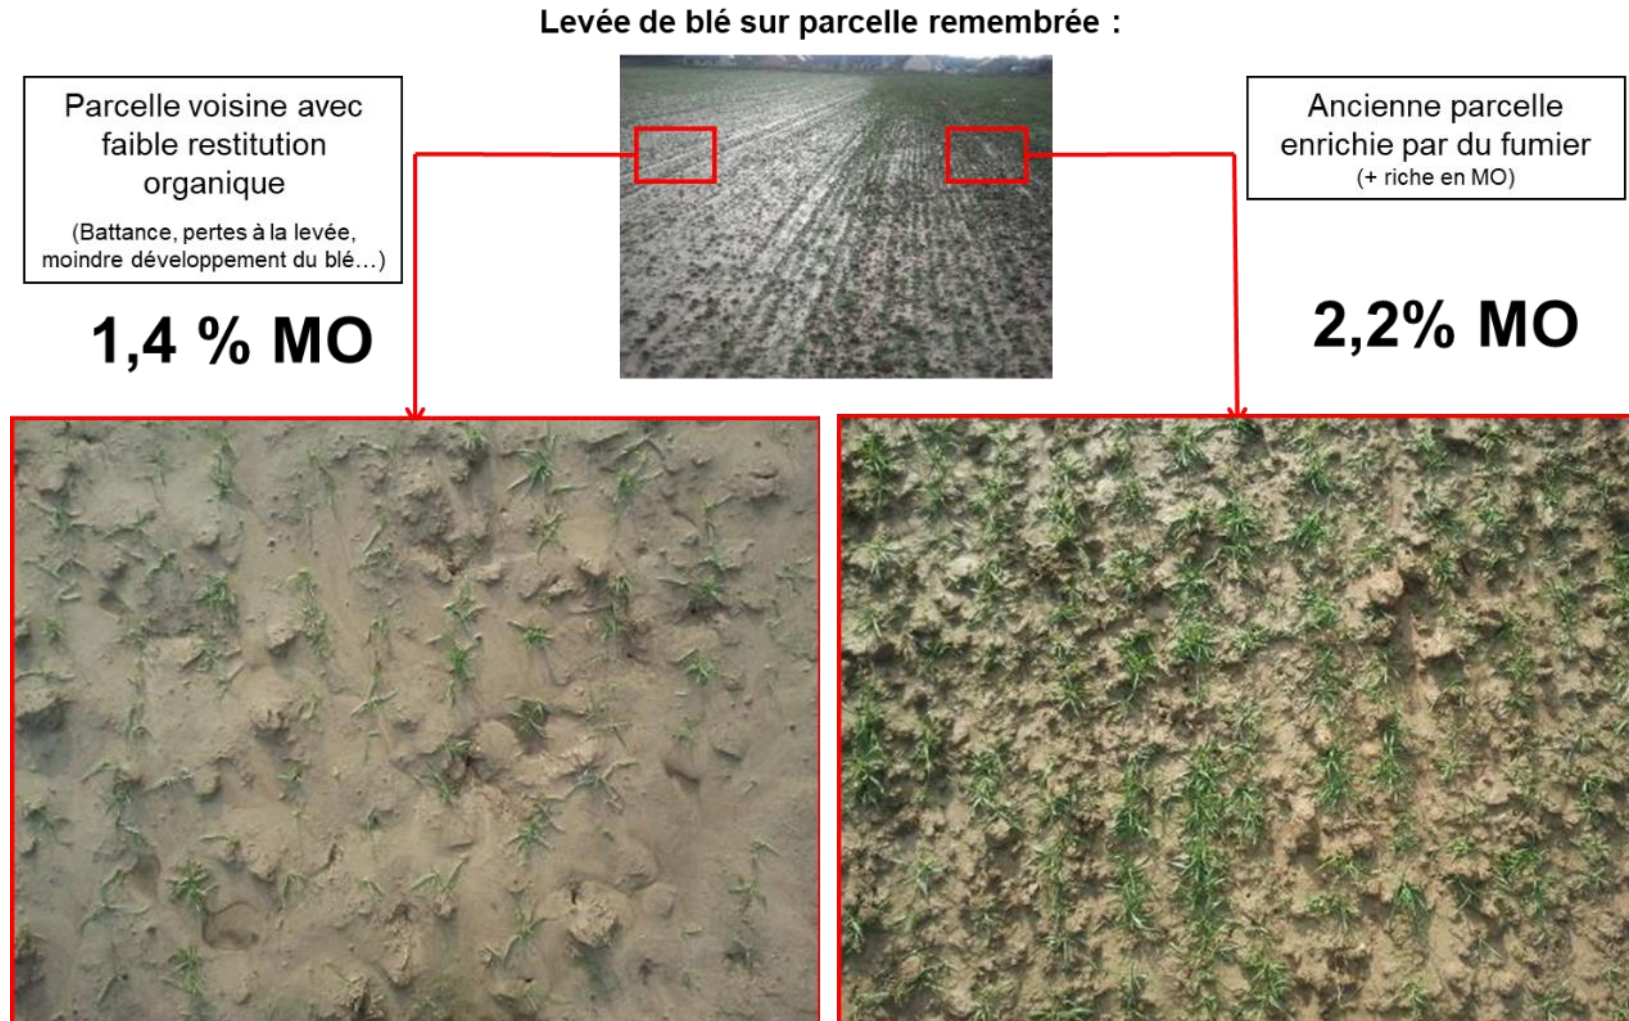 Levée de blé sur parcelle remembrée :
Parcelle voisine avec
faible restitution
organique
(Battance, pertes à la levée,
moindre développement du blé…)
1,4 % MO
Ancienne parcelle
enrichie par du fumier
(+ riche en MO)
2,2% MO